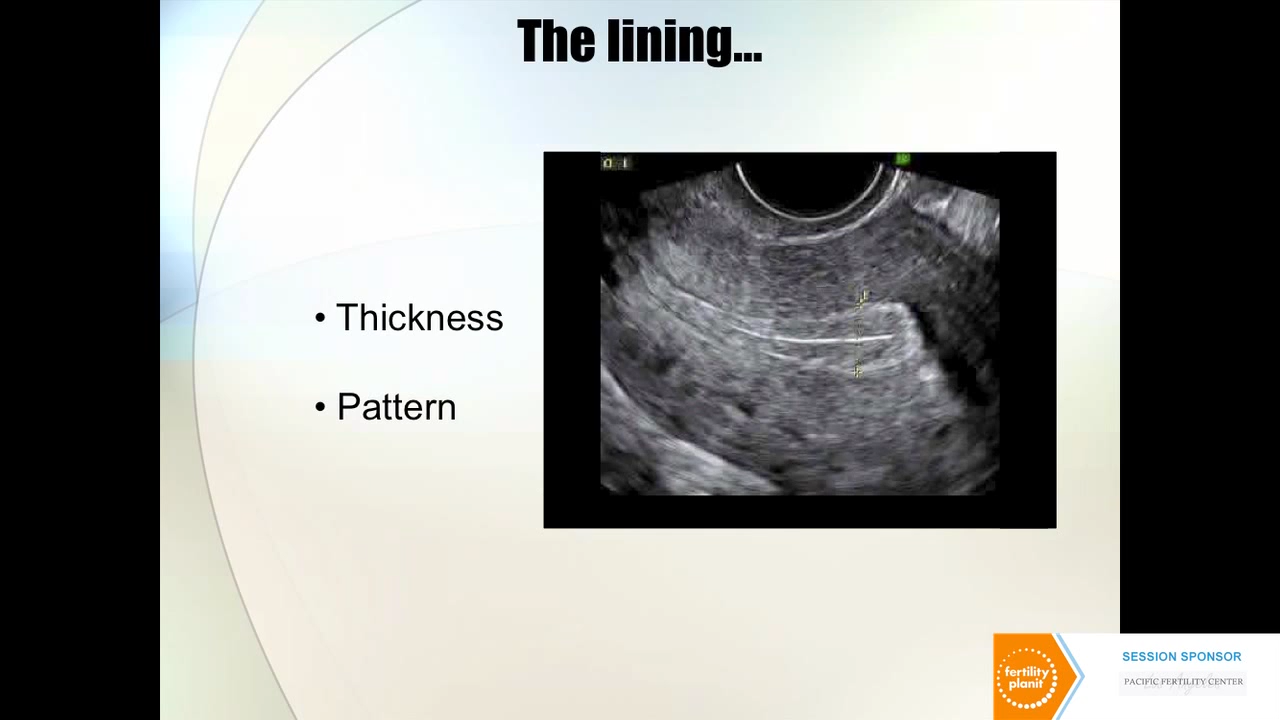 The lining...
• Thickness
• Pattern
fertility
planit
SESSION SPONSOR
PACIFIC FERTILITY CENTER